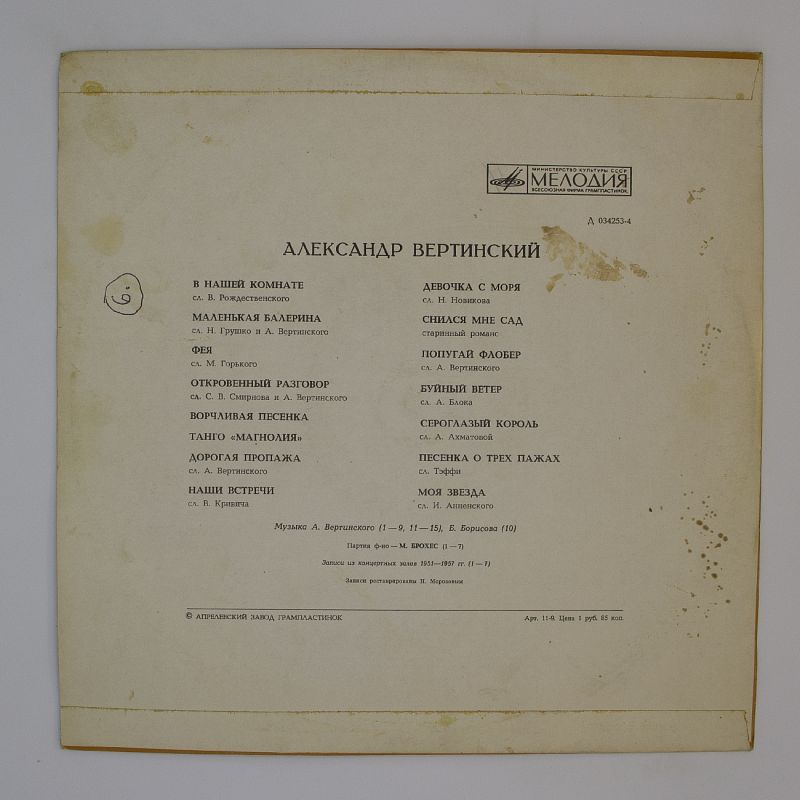 МИНИСТЕРСТВО КУЛЬТУРЫ СССР
МЕЛОДИЯ
ВСЕСОЮЗНАЯ ФИРМА ГРАМПЛАСТИНОК
Д 034253-4
АЛЕКСАНДР ВЕРТИНСКИЙ
В НАШЕЙ КОМНАТЕ
сл. В. Рождественского
МАЛЕНЬКАЯ БАЛЕРИНА
сл. Н. Грушко и А. Вертинского
ФЕЯ
сл. М. Горького
ОТКРОВЕННЫЙ РАЗГОВОР
сл. С. В. Смирнова и А. Вертинского
ВОРЧЛИВАЯ ПЕСЕНКА
ТАНГО «МАГНОЛИЯ»
ДОРОГАЯ ПРОПАЖА
сл. А. Вертинского
НАШИ ВСТРЕЧИ
сл. В. Кривича
ДЕВОЧКА С МОРЯ
сл. Н. Новикова
СНИЛСЯ МНЕ САД
старинный романс
ПОПУГАЙ ФЛОБЕР
сл. А. Вертинского
БУЙНЫЙ ВЕТЕР
сл. А. Блока
СЕРОГЛАЗЫЙ КОРОЛЬ
сл. А. Ахматовой
ПЕСЕНКА О ТРЕХ ПАЖАХ
сл. Тэффи
МОЯ ЗВЕЗДА
сл. И. Анненского
Музыка А. Вертинского (1—9, 11—15), Б. Борисова (10)
Партия ф-но — М. БРОХЕС (1—7)
Записи из концертных залов 1951—1957 гг. (1—7)
Записи реставрированы П. Морозовым
© АПРЕЛЕВСКИЙ ЗАВОД ГРАМПЛАСТИНОК
Арт. 11-9. Цена 1 руб. 85 коп.